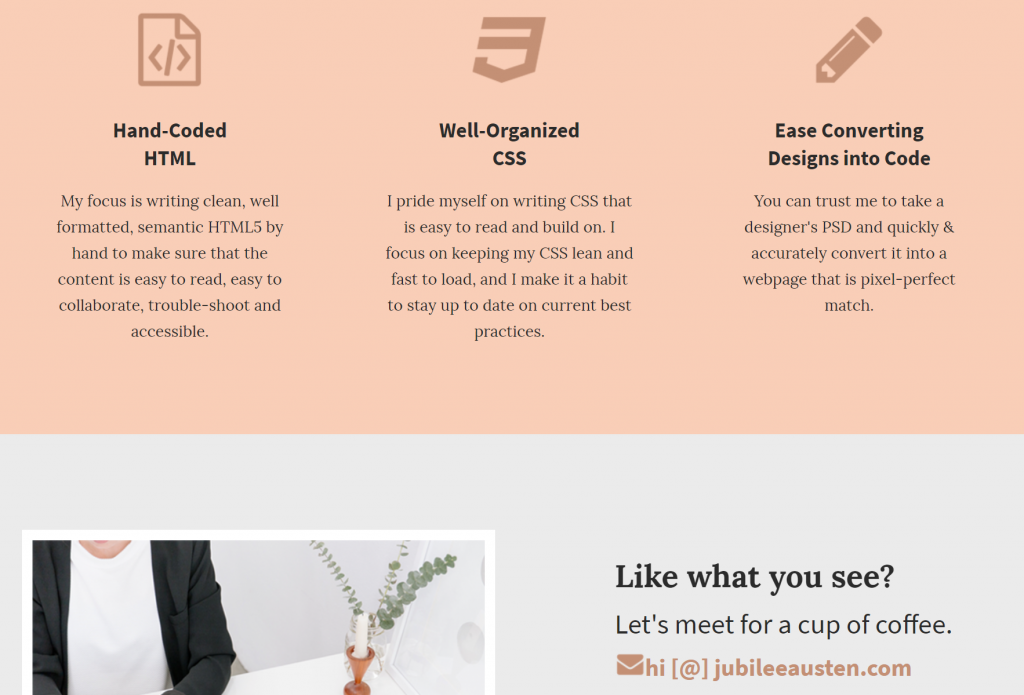 Hand-Coded
HTML
My focus is writing clean, well
formatted, semantic HTML5 by
hand to make sure that the
content is easy to read, easy to
collaborate, trouble-shoot and
accessible.
Well-Organized
CSS
I pride myself on writing CSS that
is easy to read and build on. I
focus on keeping my CSS lean and
fast to load, and I make it a habit
to stay up to date on current best
practices.
Ease Converting
Designs into Code
You can trust me to take a
designer's PSD and quickly &
accurately convert it into a
webpage that is pixel-perfect
match.
Like what you see?
Let's meet for a cup of coffee.
hi [@] jubileeausten.com